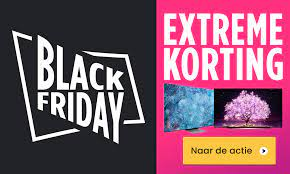 BLACK
FRIDAY
EXTREME
KORTING
Naar de actie